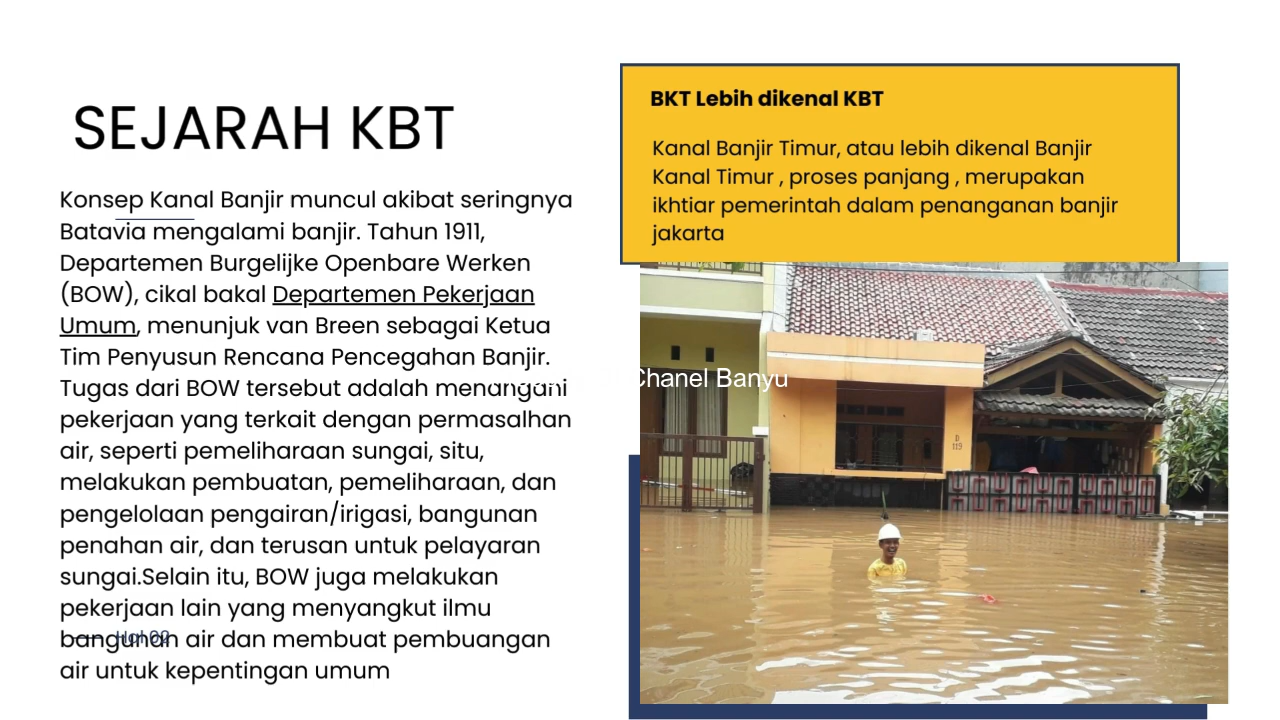 SEJARAH KBT
Konsep Kanal Banjir muncul akibat seringnya
Batavia mengalami banjir. Tahun 1911,
Departemen Burgelijke Openbare Werken
(BOW), cikal bakal Departemen Pekerjaan
Umum, menunjuk van Breen sebagai Ketua
Tim Penyusun Rencana Pencegahan Banjir.
Tugas dari BOW tersebut adalah menangani
pekerjaan yang terkait dengan permasalhan
air, seperti pemeliharaan sungai, situ,
melakukan pembuatan, pemeliharaan, dan
pengelolaan pengairan/irigasi, bangunan
penahan air, dan terusan untuk pelayaran
sungai.Selain itu, BOW juga melakukan
pekerjaan lain yang menyangkut ilmu
bangunan air dan membuat pembuangan
air untuk kepentingan umum
Hal 02
BKT Lebih dikenal KBT
Kanal Banjir Timur, atau lebih dikenal Banjir
Kanal Timur , proses panjang , merupakan
ikhtiar pemerintah dalam penanganan banjir
jakarta
Chanel Banyu
D
119